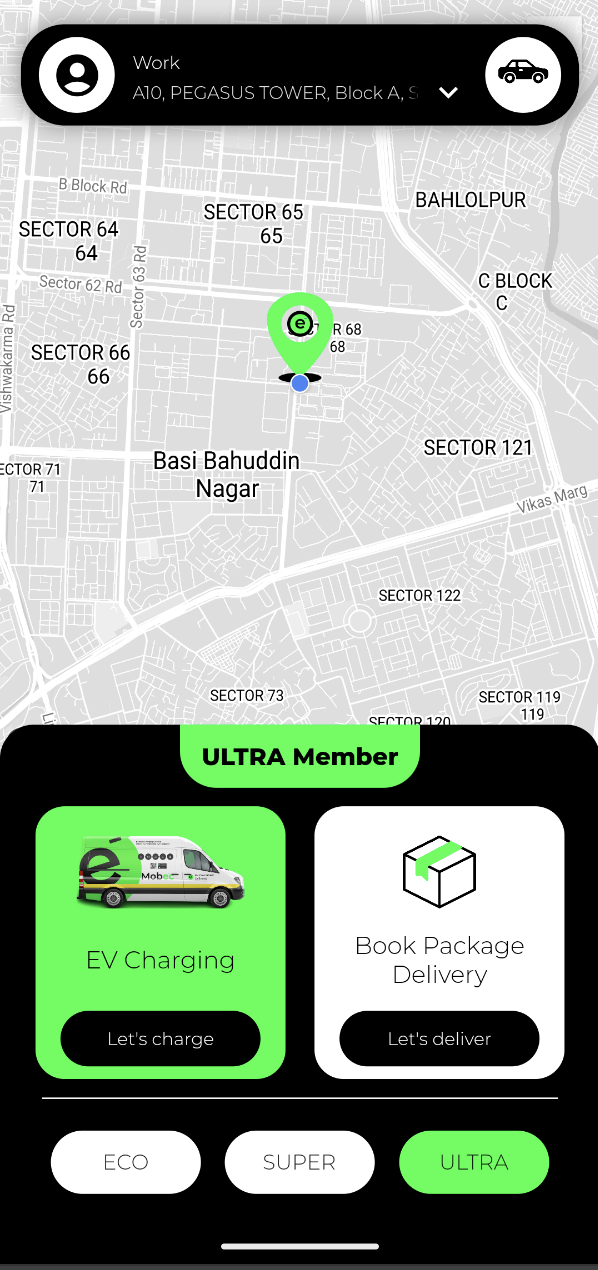 Work
A10, PEGASUS TOWER, Block A, S
B Block Rd
SECTOR 65
65
BAHLOLPUR
SECTOR 64
64
Sector 63 Rd
Sector 62 Rd
C BLOCK
C
Vishwakarma Rd
e
R 68
68
SECTOR 66
66
SECTOR 121
Basi Bahuddin
Nagar
ECTOR 71
71
Vikas Marg
SECTOR 122
SECTOR 73
SECTOR 119
119
SECTOR 120
ULTRA Member
e
Mobec
EV Charging
Let's charge
Book Package
Delivery
Let's deliver
ECO
SUPER
ULTRA